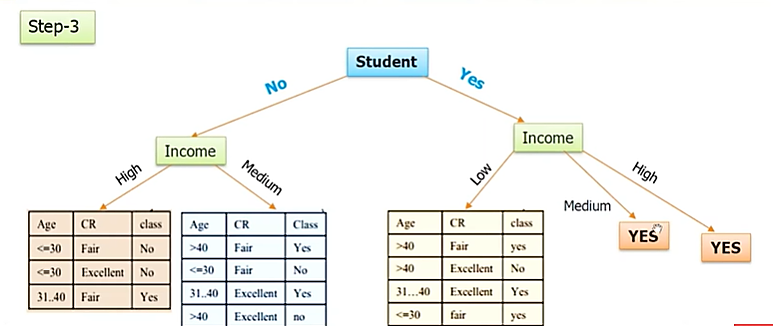 Step-3
Student
No
Yes
Income
Income
High
Medium
Low
Medium
High
YES
YES
Age CR class
<=30 Fair No
<=30 Excellent No
31..40 Fair Yes
Age CR Class
>40 Fair Yes
<=30 Fair No
31..40 Excellent Yes
>40 Excellent no
Age CR class
>40 Fair yes
>40 Excellent No
31...40 Excellent Yes
<=30 fair yes